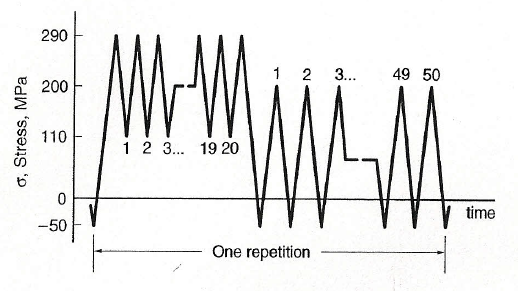 σ, Stress, MPa
290
200
110
0
−50
1 2 3... 19 20
1 2 3... 49 50
time
One repetition